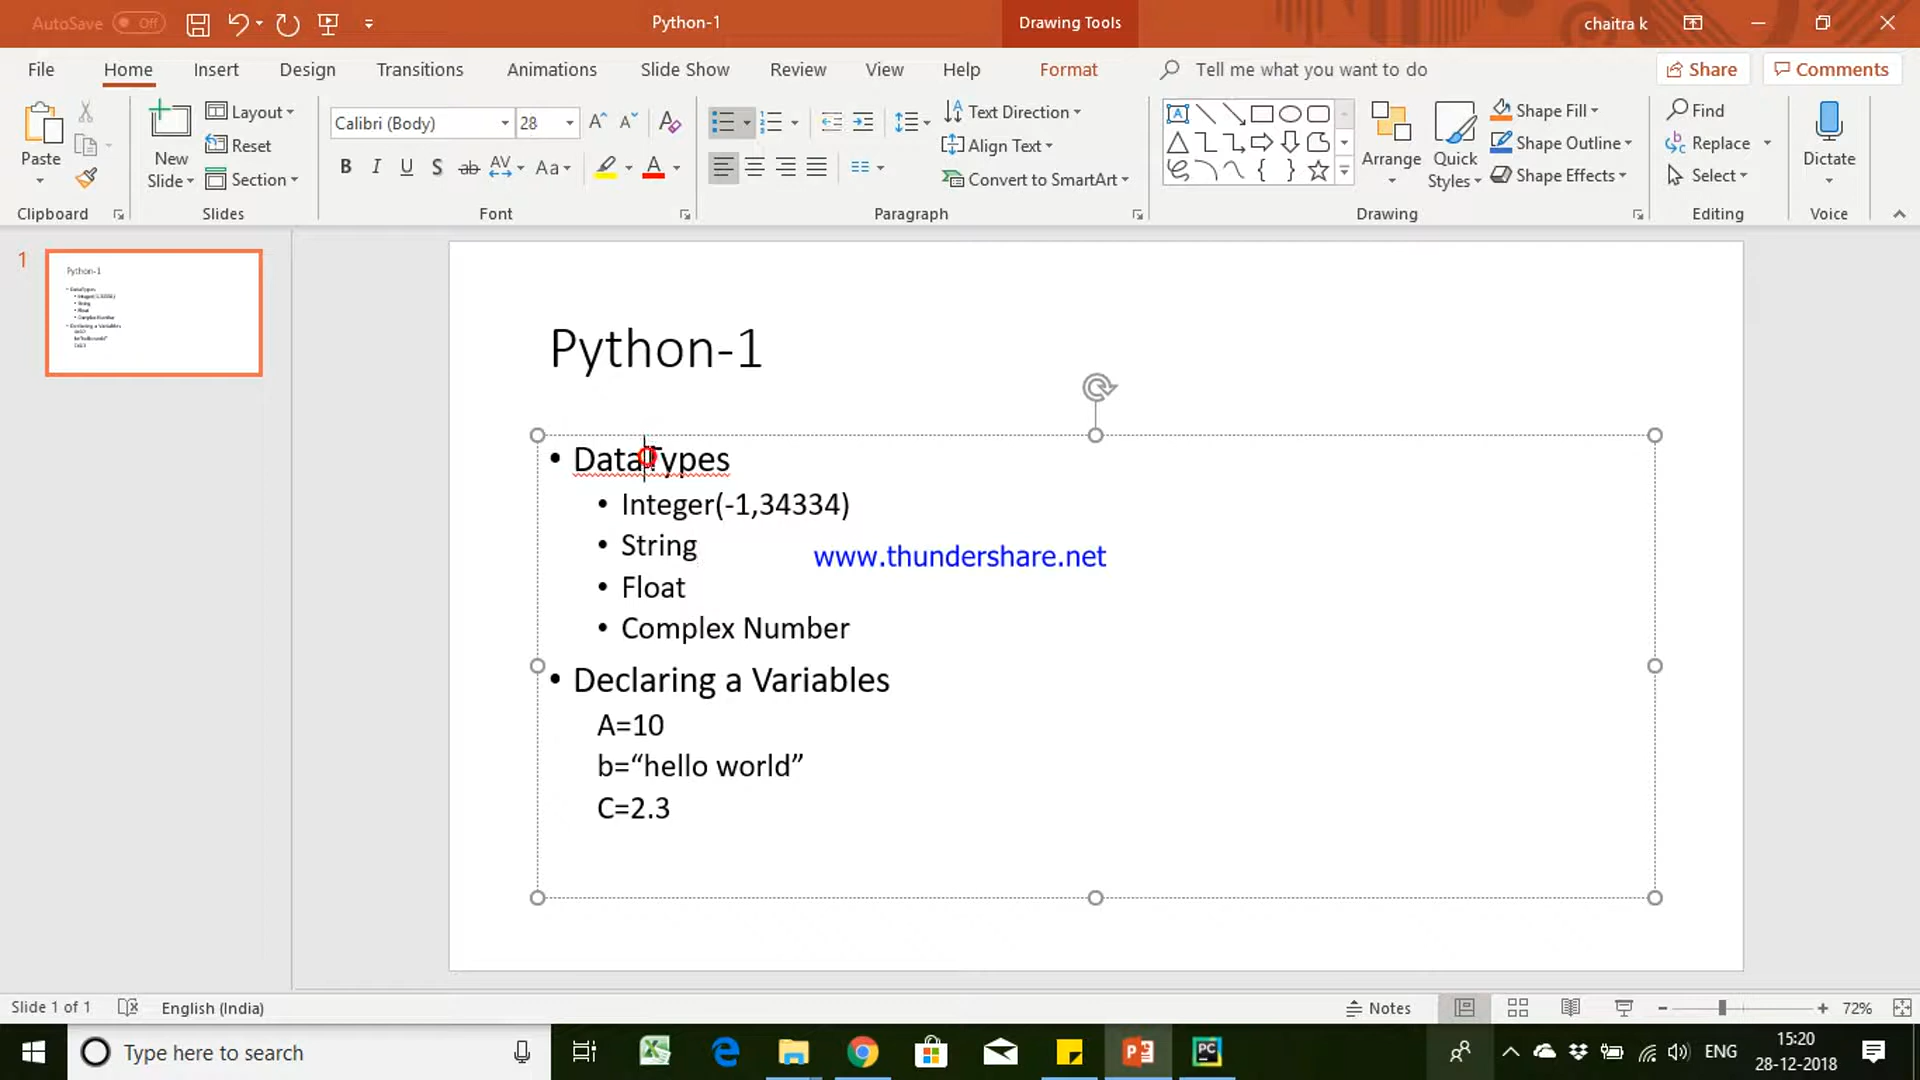 AutoSave Off
Python-1
Drawing Tools
chaitra k
File Home Insert Design Transitions Animations Slide Show Review View Help Format Tell me what you want to do Share Comments
Paste
New Slide
Layout
Reset
Section
Calibri (Body) 28
Text Direction
Align Text
Convert to SmartArt
Arrange
Quick Styles
Shape Fill
Shape Outline
Shape Effects
Find
Replace
Select
Dictate
Clipboard Slides Font Paragraph Drawing Editing Voice
1
Python-1
• DataTypes
• Integer(-1,34334)
• String
www.thundershare.net
• Float
• Complex Number
• Declaring a Variables
A=10
b=“hello world”
C=2.3
Slide 1 of 1 English (India) Notes 72%
Type here to search
ENG
15:20
28-12-2018